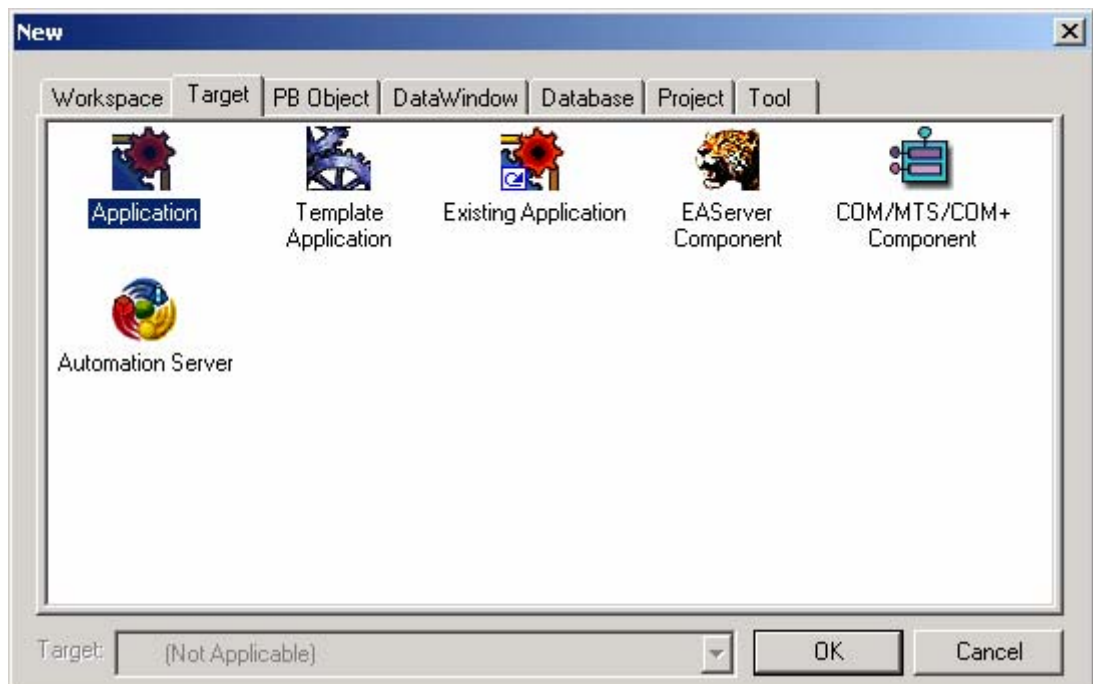 New
Workspace Target PB Object DataWindow Database Project Tool
Application Template Application Existing Application EAServer Component COM/MTS/COM+ Component
Automation Server
Target: (Not Applicable) OK Cancel